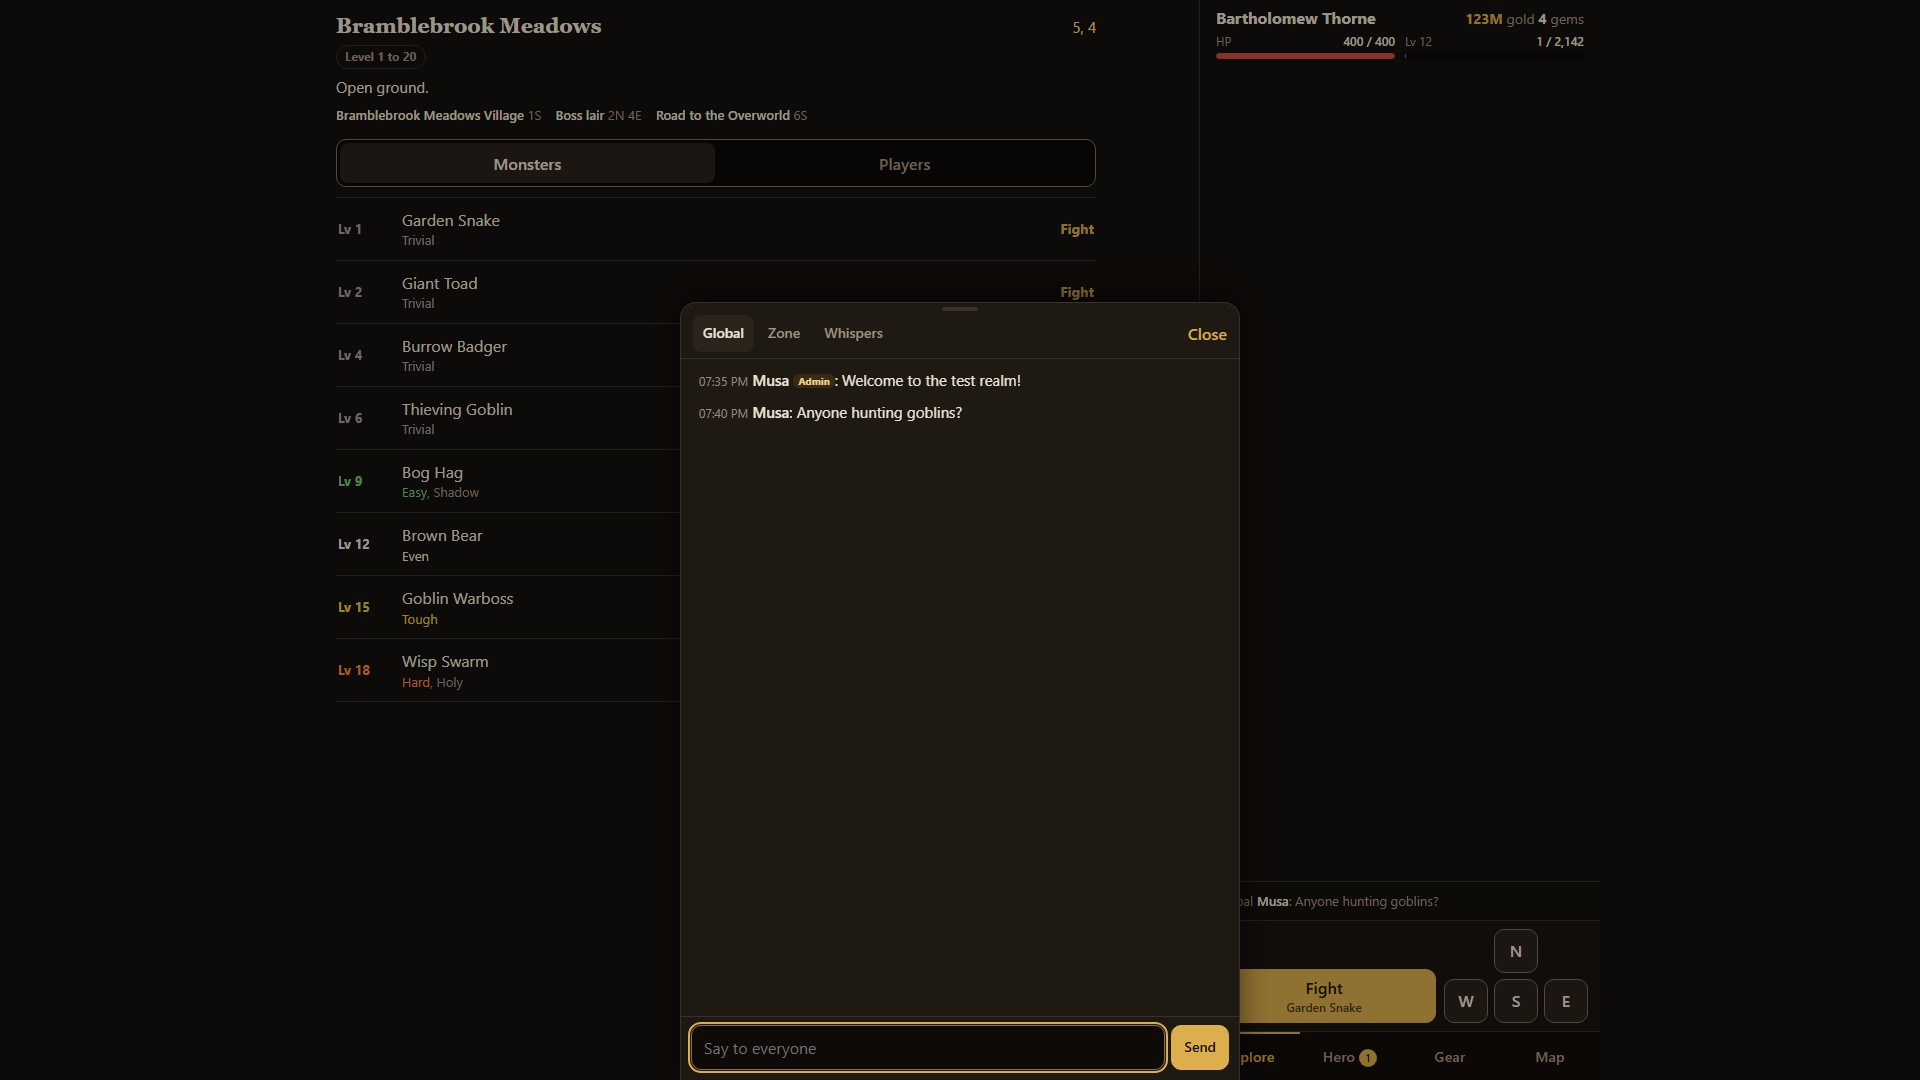 Bramblebrook Meadows
5, 4
Level 1 to 20
Open ground.
Bramblebrook Meadows Village 1S Boss lair 2N 4E Road to the Overworld 6S
Monsters Players
Lv 1 Garden Snake Fight
Trivial
Lv 2 Giant Toad Fight
Trivial
Lv 4 Burrow Badger
Trivial
Lv 6 Thieving Goblin
Trivial
Lv 9 Bog Hag
Easy, Shadow
Lv 12 Brown Bear
Even
Lv 15 Goblin Warboss
Tough
Lv 18 Wisp Swarm
Hard, Holy
Bartholomew Thorne 123M gold 4 gems
HP 400 / 400 Lv 12 1 / 2,142
Global Zone Whispers Close
07:35 PM Musa Admin : Welcome to the test realm!
07:40 PM Musa: Anyone hunting goblins?
Say to everyone Send
Musa: Anyone hunting goblins?
N
Fight
Garden Snake
W S E
plore Hero 1 Gear Map